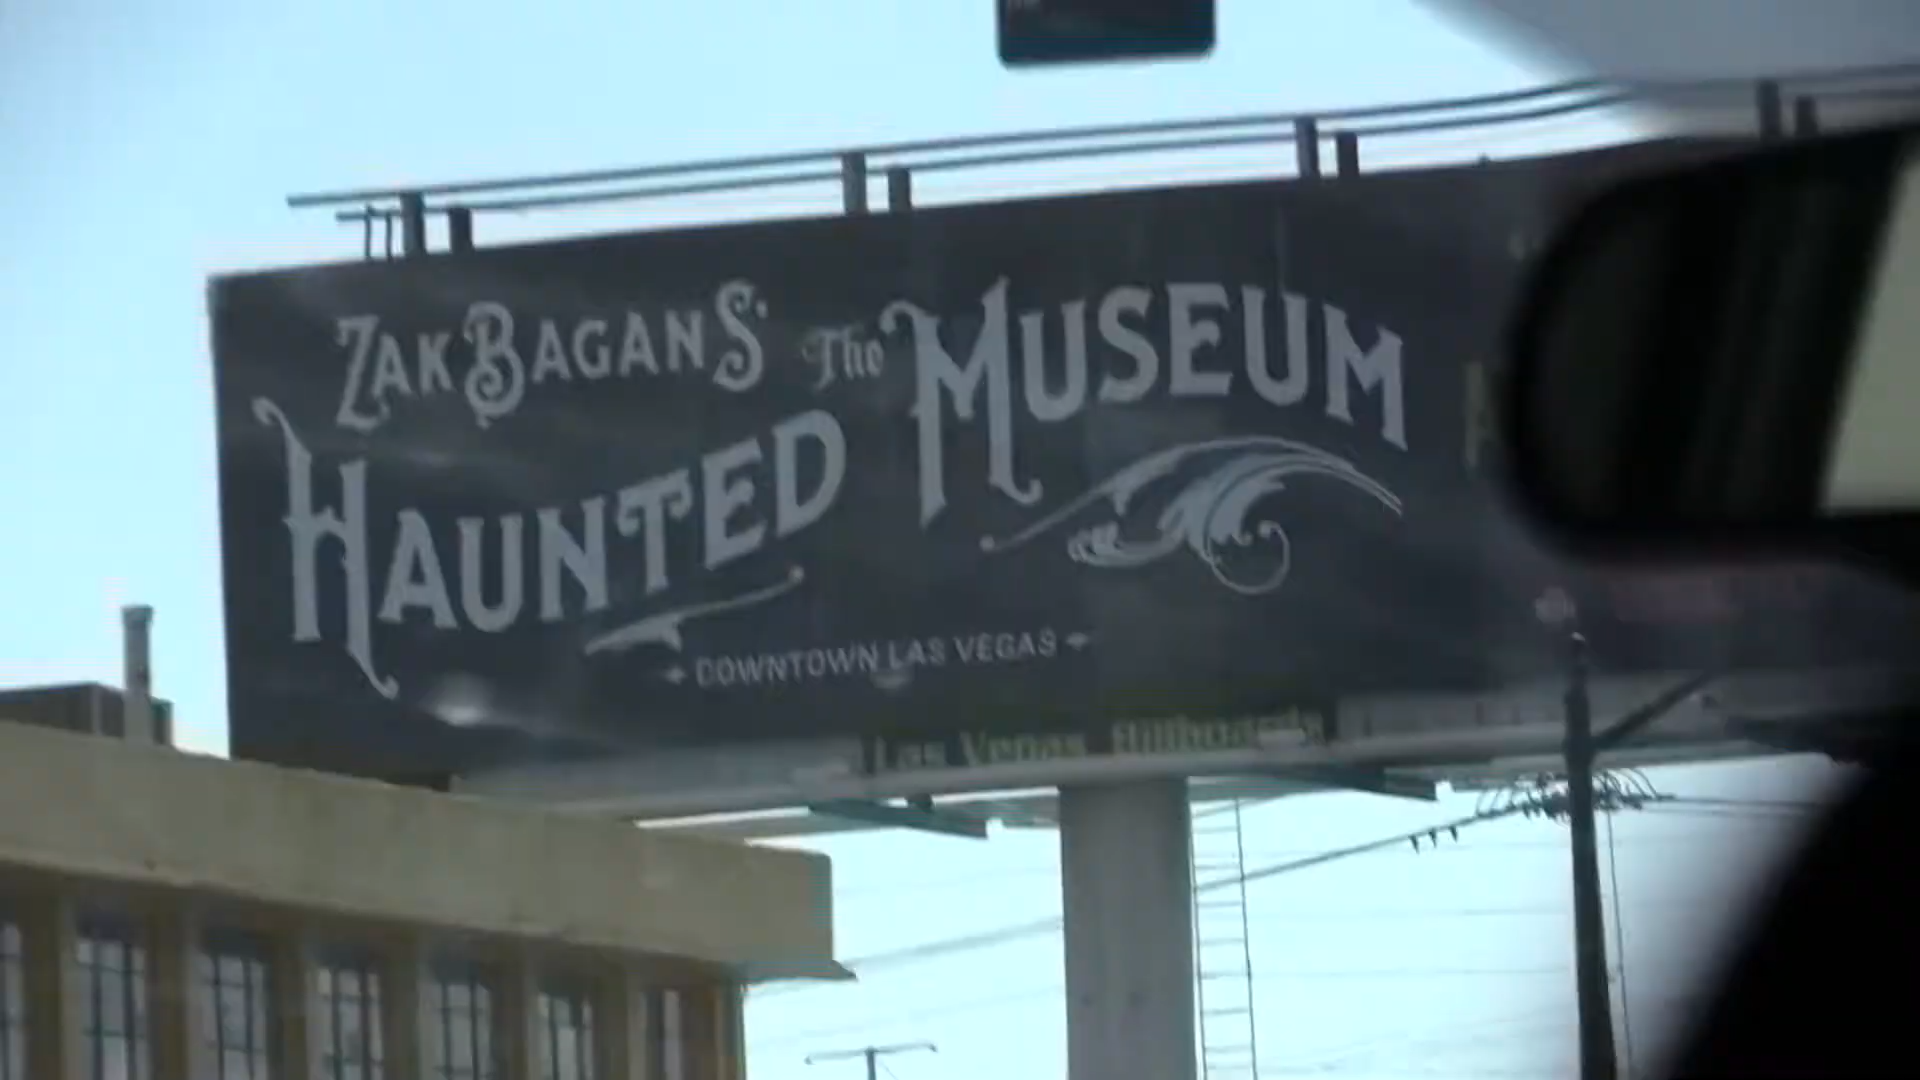 ZAK BAGANS'
The MUSEUM
HAUNTED
DOWNTOWN LAS VEGAS
Las Vegas Billboards